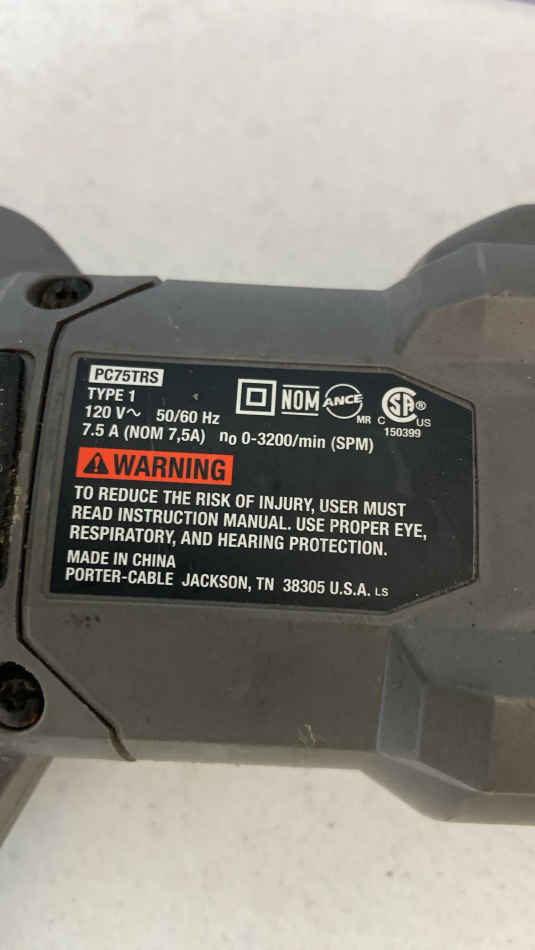 PC75TRS
TYPE 1
120 V~ 50/60 Hz
7.5 A (NOM 7,5A) n0 0-3200/min (SPM)
NOM
ANCE
MR
C SA ® US
150399
WARNING
TO REDUCE THE RISK OF INJURY, USER MUST
READ INSTRUCTION MANUAL. USE PROPER EYE,
RESPIRATORY, AND HEARING PROTECTION.
MADE IN CHINA
PORTER-CABLE JACKSON, TN 38305 U.S.A. LS